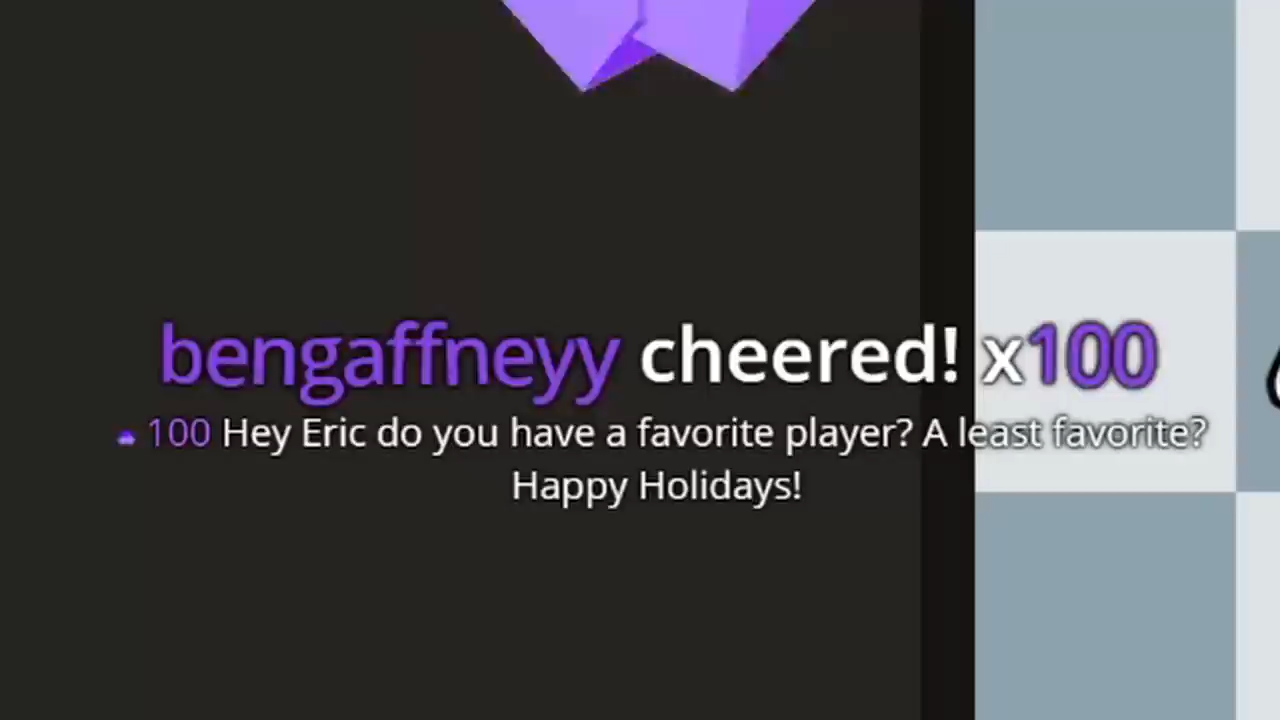 bengaffneyy cheered! x100
100 Hey Eric do you have a favorite player? A least favorite?
Happy Holidays!